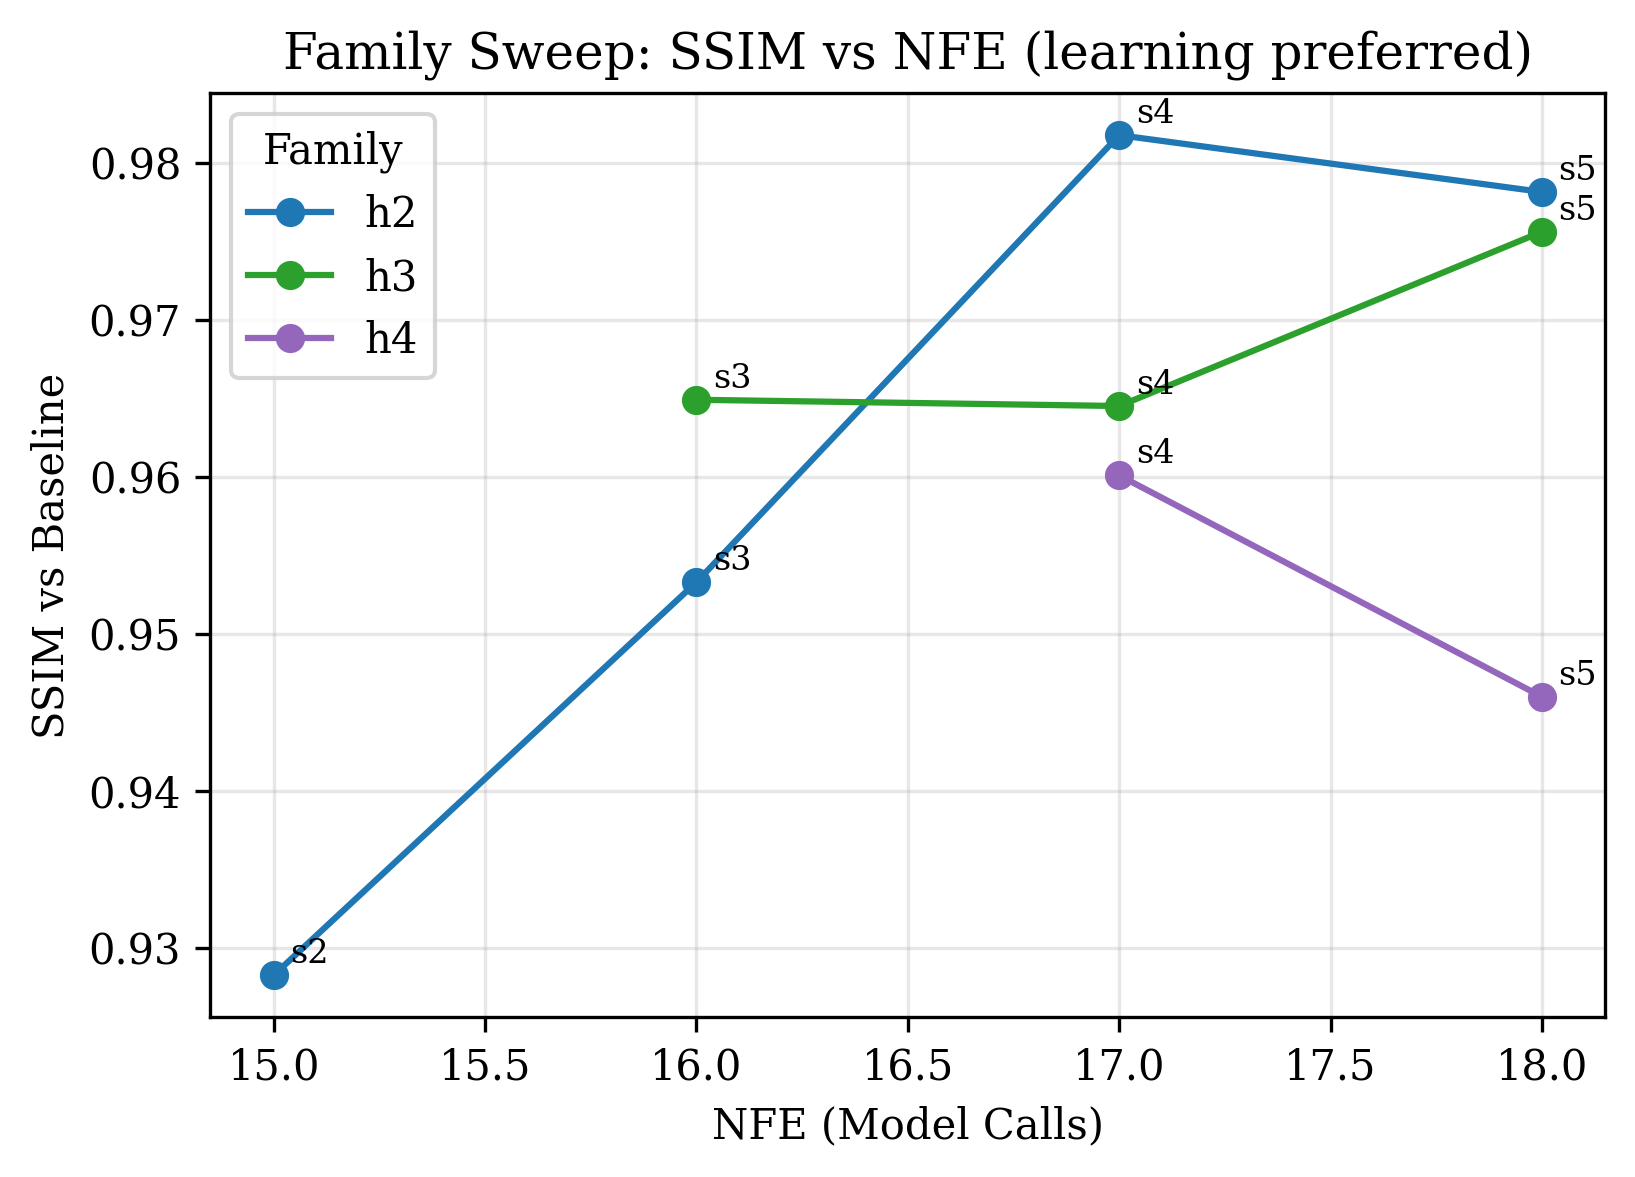 Family Sweep: SSIM vs NFE (learning preferred)
Family
h2
h3
h4
SSIM vs Baseline
0.98
0.97
0.96
0.95
0.94
0.93
s4
s5
s5
s3
s4
s4
s3
s5
s2
15.0 15.5 16.0 16.5 17.0 17.5 18.0
NFE (Model Calls)